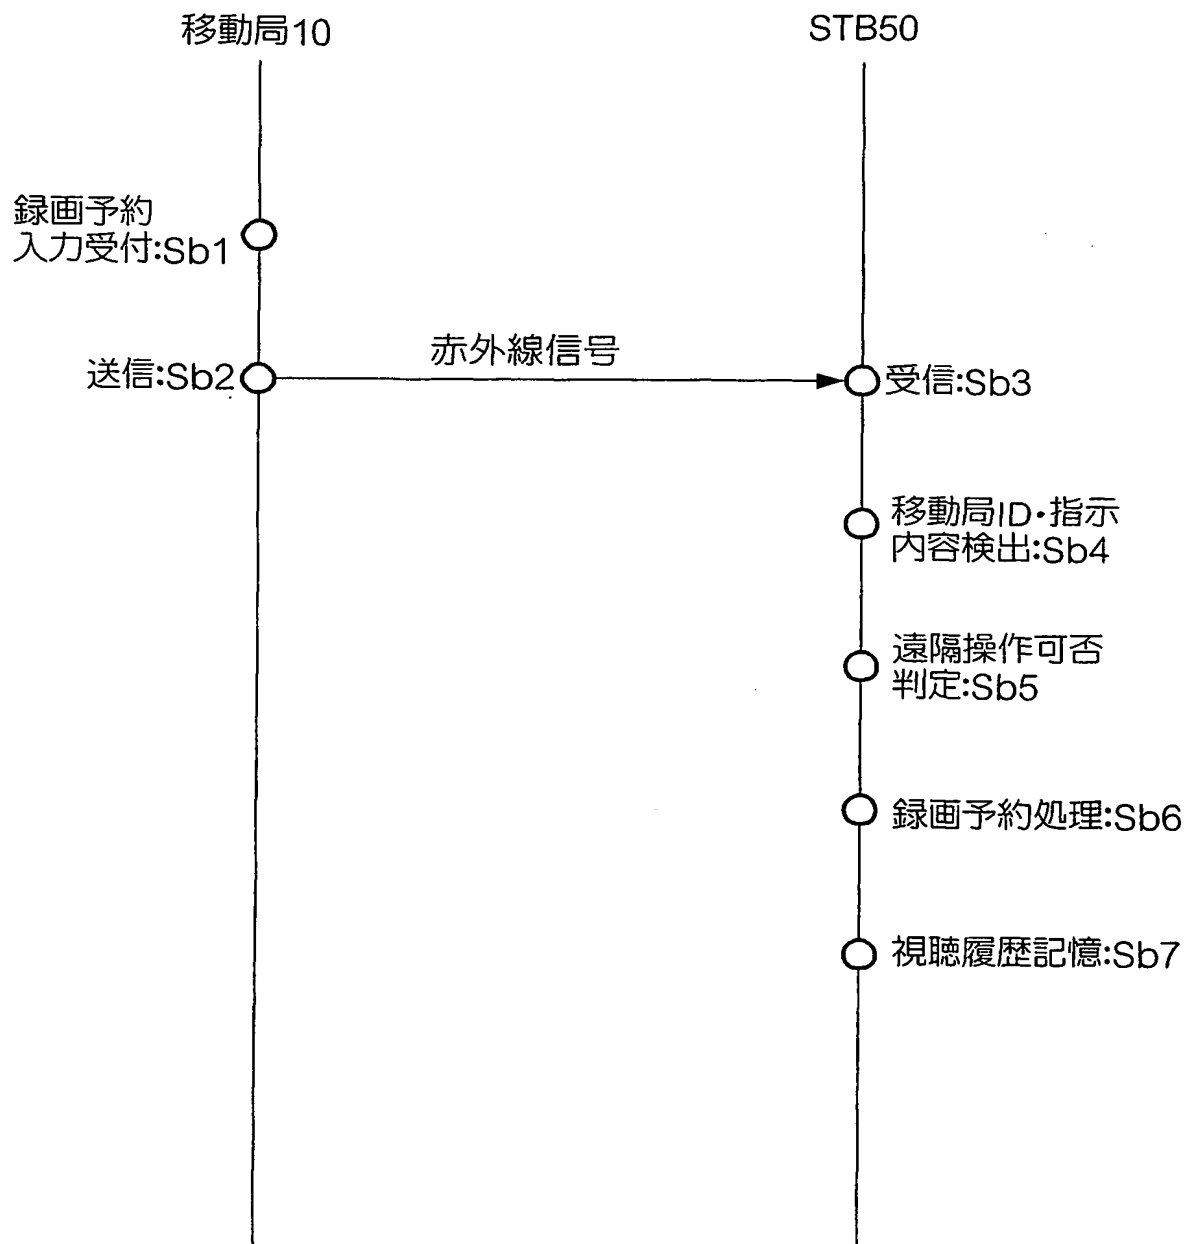 移動局10
STB50
録画予約
入力受付:Sb1
送信:Sb2
赤外線信号
受信:Sb3
移動局ID・指示
内容検出:Sb4
遠隔操作可否
判定:Sb5
録画予約処理:Sb6
視聴履歴記憶:Sb7